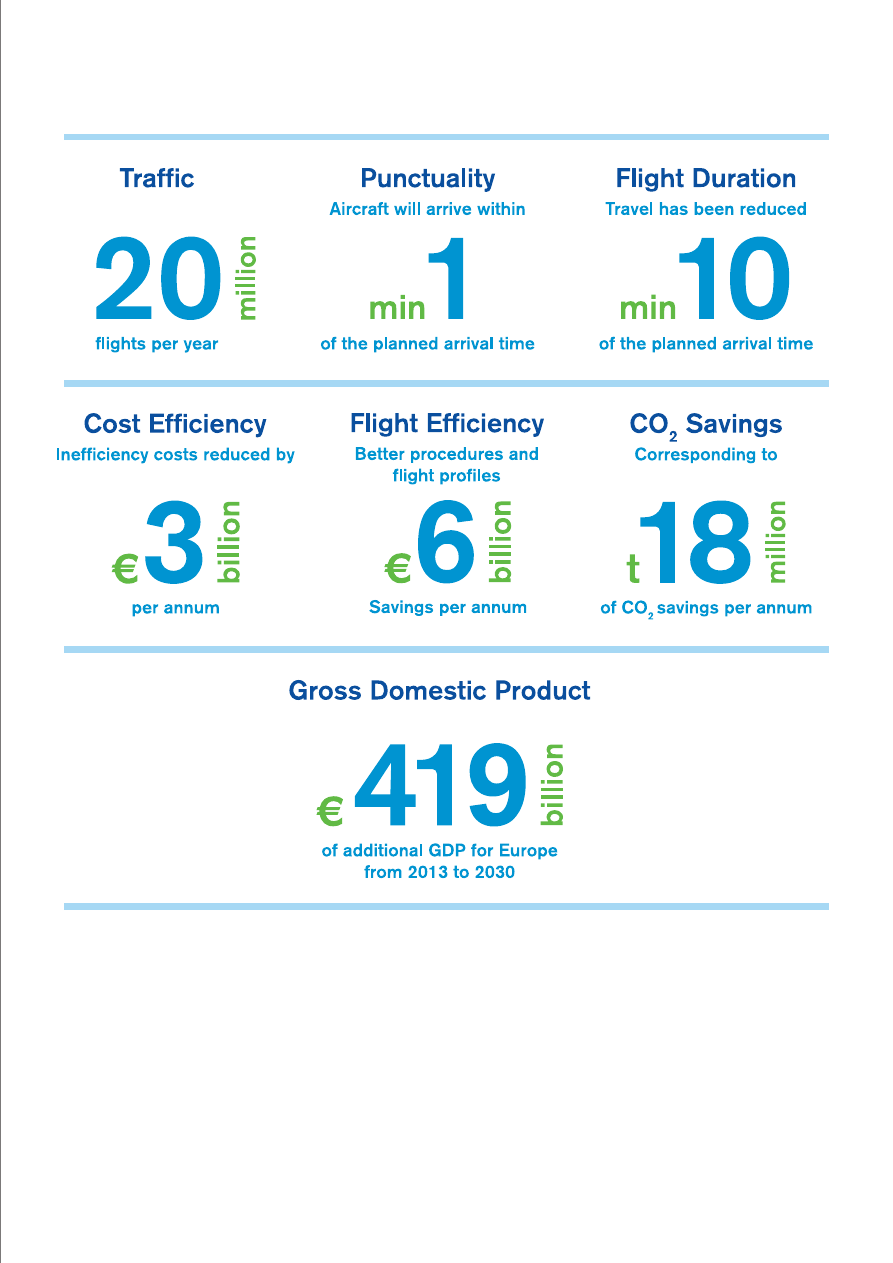 Traffic
20 million
flights per year
Punctuality
Aircraft will arrive within
min 1
of the planned arrival time
Flight Duration
Travel has been reduced
min 10
of the planned arrival time
Cost Efficiency
Inefficiency costs reduced by
€ 3 billion
per annum
Flight Efficiency
Better procedures and
flight profiles
€ 6 billion
Savings per annum
CO₂ Savings
Corresponding to
t 18 million
of CO₂ savings per annum
Gross Domestic Product
€ 419 billion
of additional GDP for Europe
from 2013 to 2030